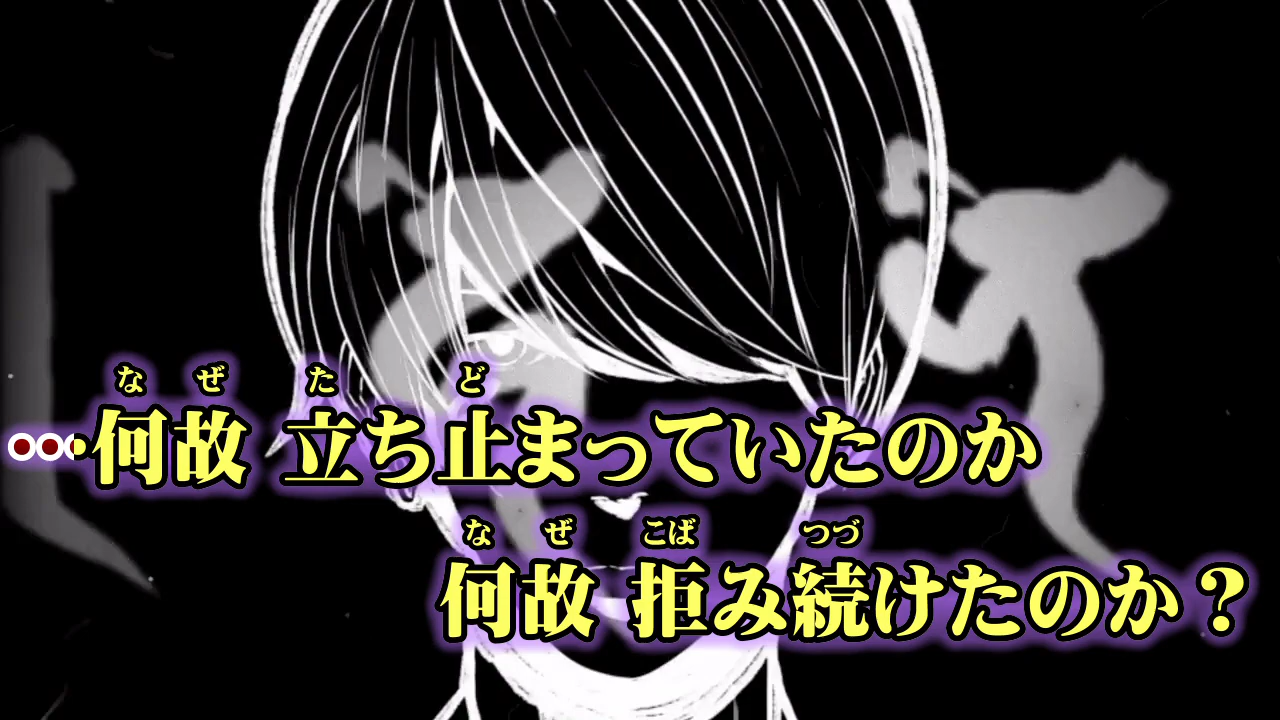 なぜ た ど
何故 立ち止まっていたのか
なぜ こば つづ
何故 拒み続けたのか？